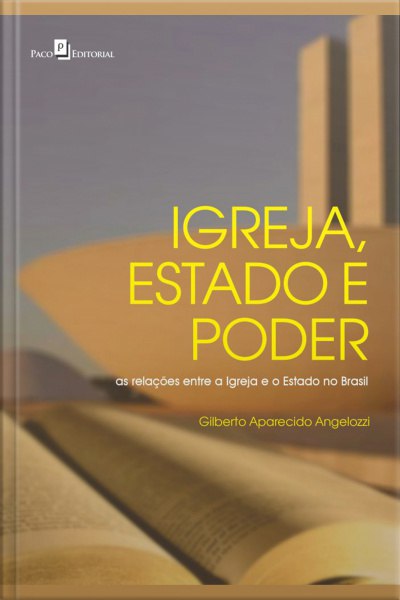 PACO EDITORIAL
IGREJA,
ESTADO E
PODER
as relações entre a Igreja e o Estado no Brasil
Gilberto Aparecido Angelozzi